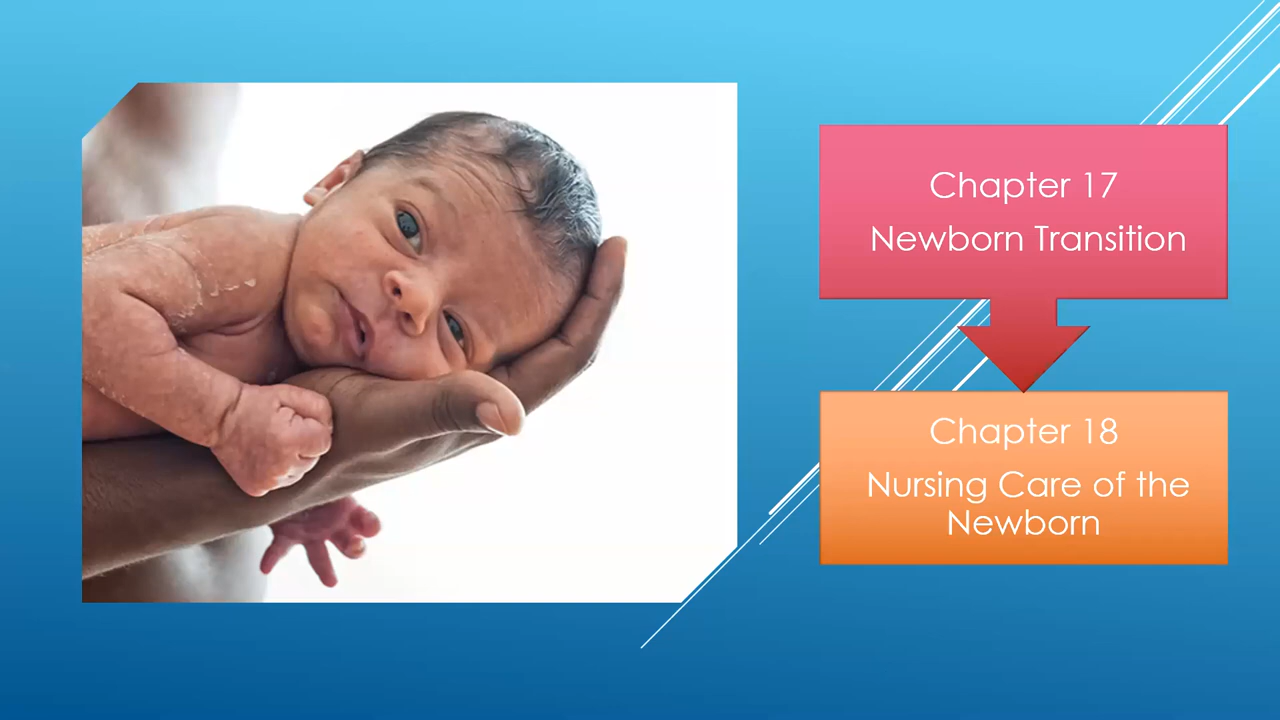 Chapter 17
Newborn Transition
Chapter 18
Nursing Care of the
Newborn